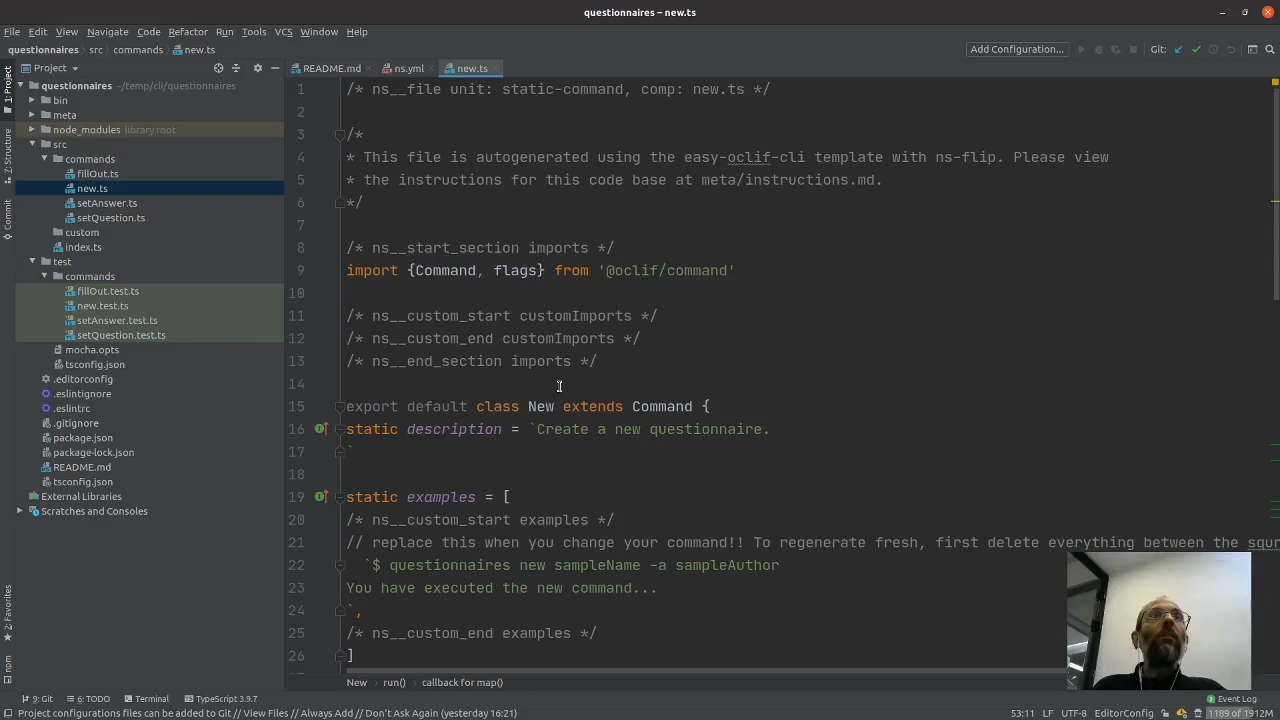 questionnaires – new.ts
File Edit View Navigate Code Refactor Run Tools VCS Window Help
questionnaires src commands new.ts Add Configuration... Git:
Project README.md ns.yml new.ts
questionnaires ~/temp/cli/questionnaires
bin
meta
node_modules library root
src
commands
fillOut.ts
new.ts
setAnswer.ts
setQuestion.ts
custom
index.ts
test
commands
fillOut.test.ts
new.test.ts
setAnswer.test.ts
setQuestion.test.ts
mocha.opts
tsconfig.json
.editorconfig
.eslintignore
.eslintrc
.gitignore
package.json
package-lock.json
README.md
tsconfig.json
External Libraries
Scratches and Consoles
1: Project
7: Structure
Commit
2: Favorites
npm
1 /* ns__file unit: static-command, comp: new.ts */
2
3 /*
4 * This file is autogenerated using the easy-oclif-cli template with ns-flip. Please view
5 * the instructions for this code base at meta/instructions.md.
6 */
7
8 /* ns__start_section imports */
9 import {Command, flags} from '@oclif/command'
10
11 /* ns__custom_start customImports */
12 /* ns__custom_end customImports */
13 /* ns__end_section imports */
14
15 export default class New extends Command {
16 static description = `Create a new questionnaire.
17 `
18
19 static examples = [
20 /* ns__custom_start examples */
21 // replace this when you change your command!! To regenerate fresh, first delete everything between the squr
22 `$ questionnaires new sampleName -a sampleAuthor
23 You have executed the new command...
24 `,
25 /* ns__custom_end examples */
26 ]
New run() callback for map()
9: Git 6: TODO Terminal TypeScript 3.9.7 Event Log
Project configurations files can be added to Git // View Files // Always Add // Don't Ask Again (yesterday 16:21) 53:11 LF UTF-8 EditorConfig 1189 of 1912M